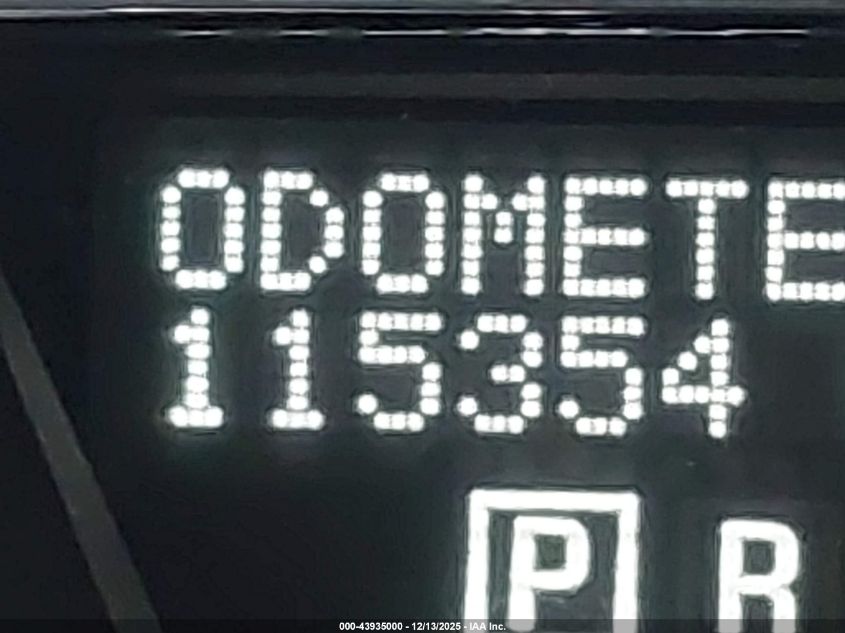 ODOMETE
115354
P R
000-43935000 - 12/13/2025 - IAA Inc.